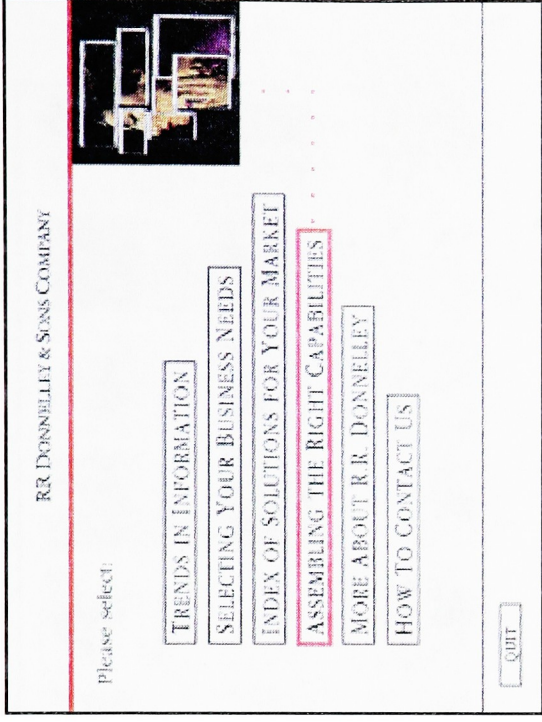 R.R. DONNELLEY & SONS COMPANY
Please select:
TRENDS IN INFORMATION
SELECTING YOUR BUSINESS NEEDS
INDEX OF SOLUTIONS FOR YOUR MARKET
ASSEMBLING THE RIGHT CAPABILITIES
MORE ABOUT R.R. DONNELLEY
HOW TO CONTACT US
QUIT